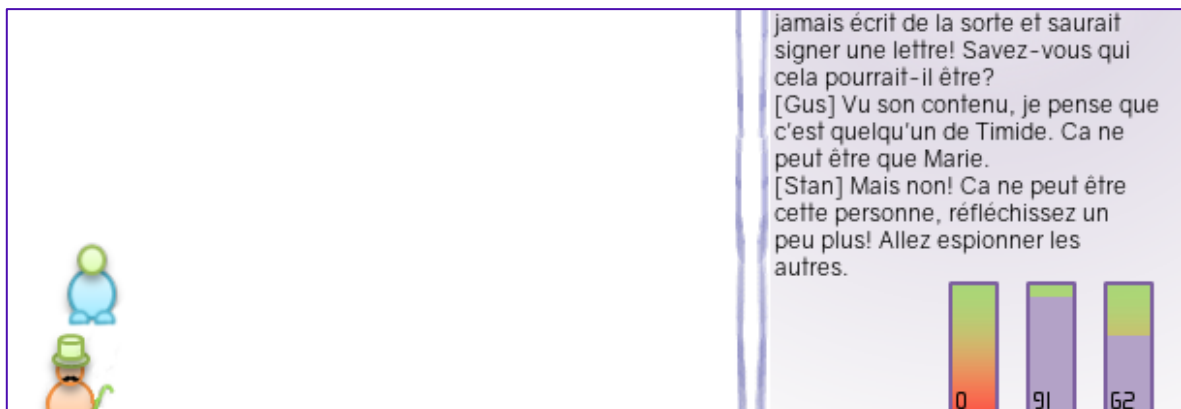 jamais écrit de la sorte et saurait
signer une lettre! Savez-vous qui
cela pourrait-il être?
[Gus] Vu son contenu, je pense que
c'est quelqu'un de Timide. Ca ne
peut être que Marie.
[Stan] Mais non! Ca ne peut être
cette personne, réfléchissez un
peu plus! Allez espionner les
autres.
0 91 62